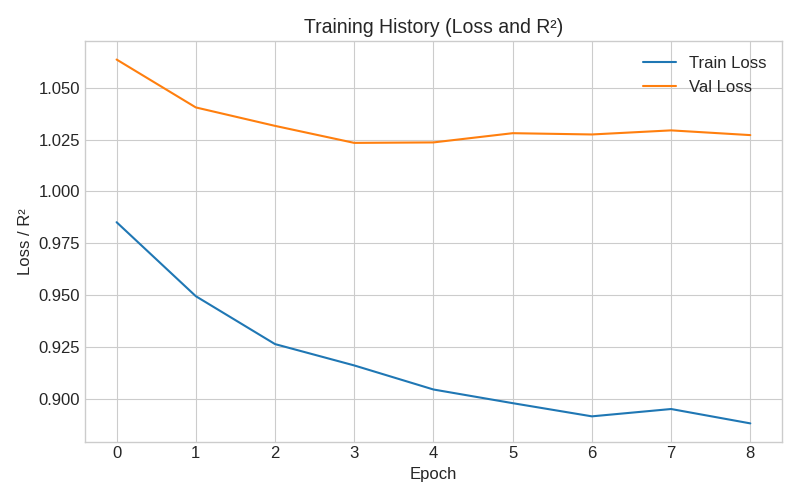 Training History (Loss and R²)
Train Loss
Val Loss
1.050
1.025
1.000
0.975
0.950
0.925
0.900
Loss / R²
0 1 2 3 4 5 6 7 8
Epoch